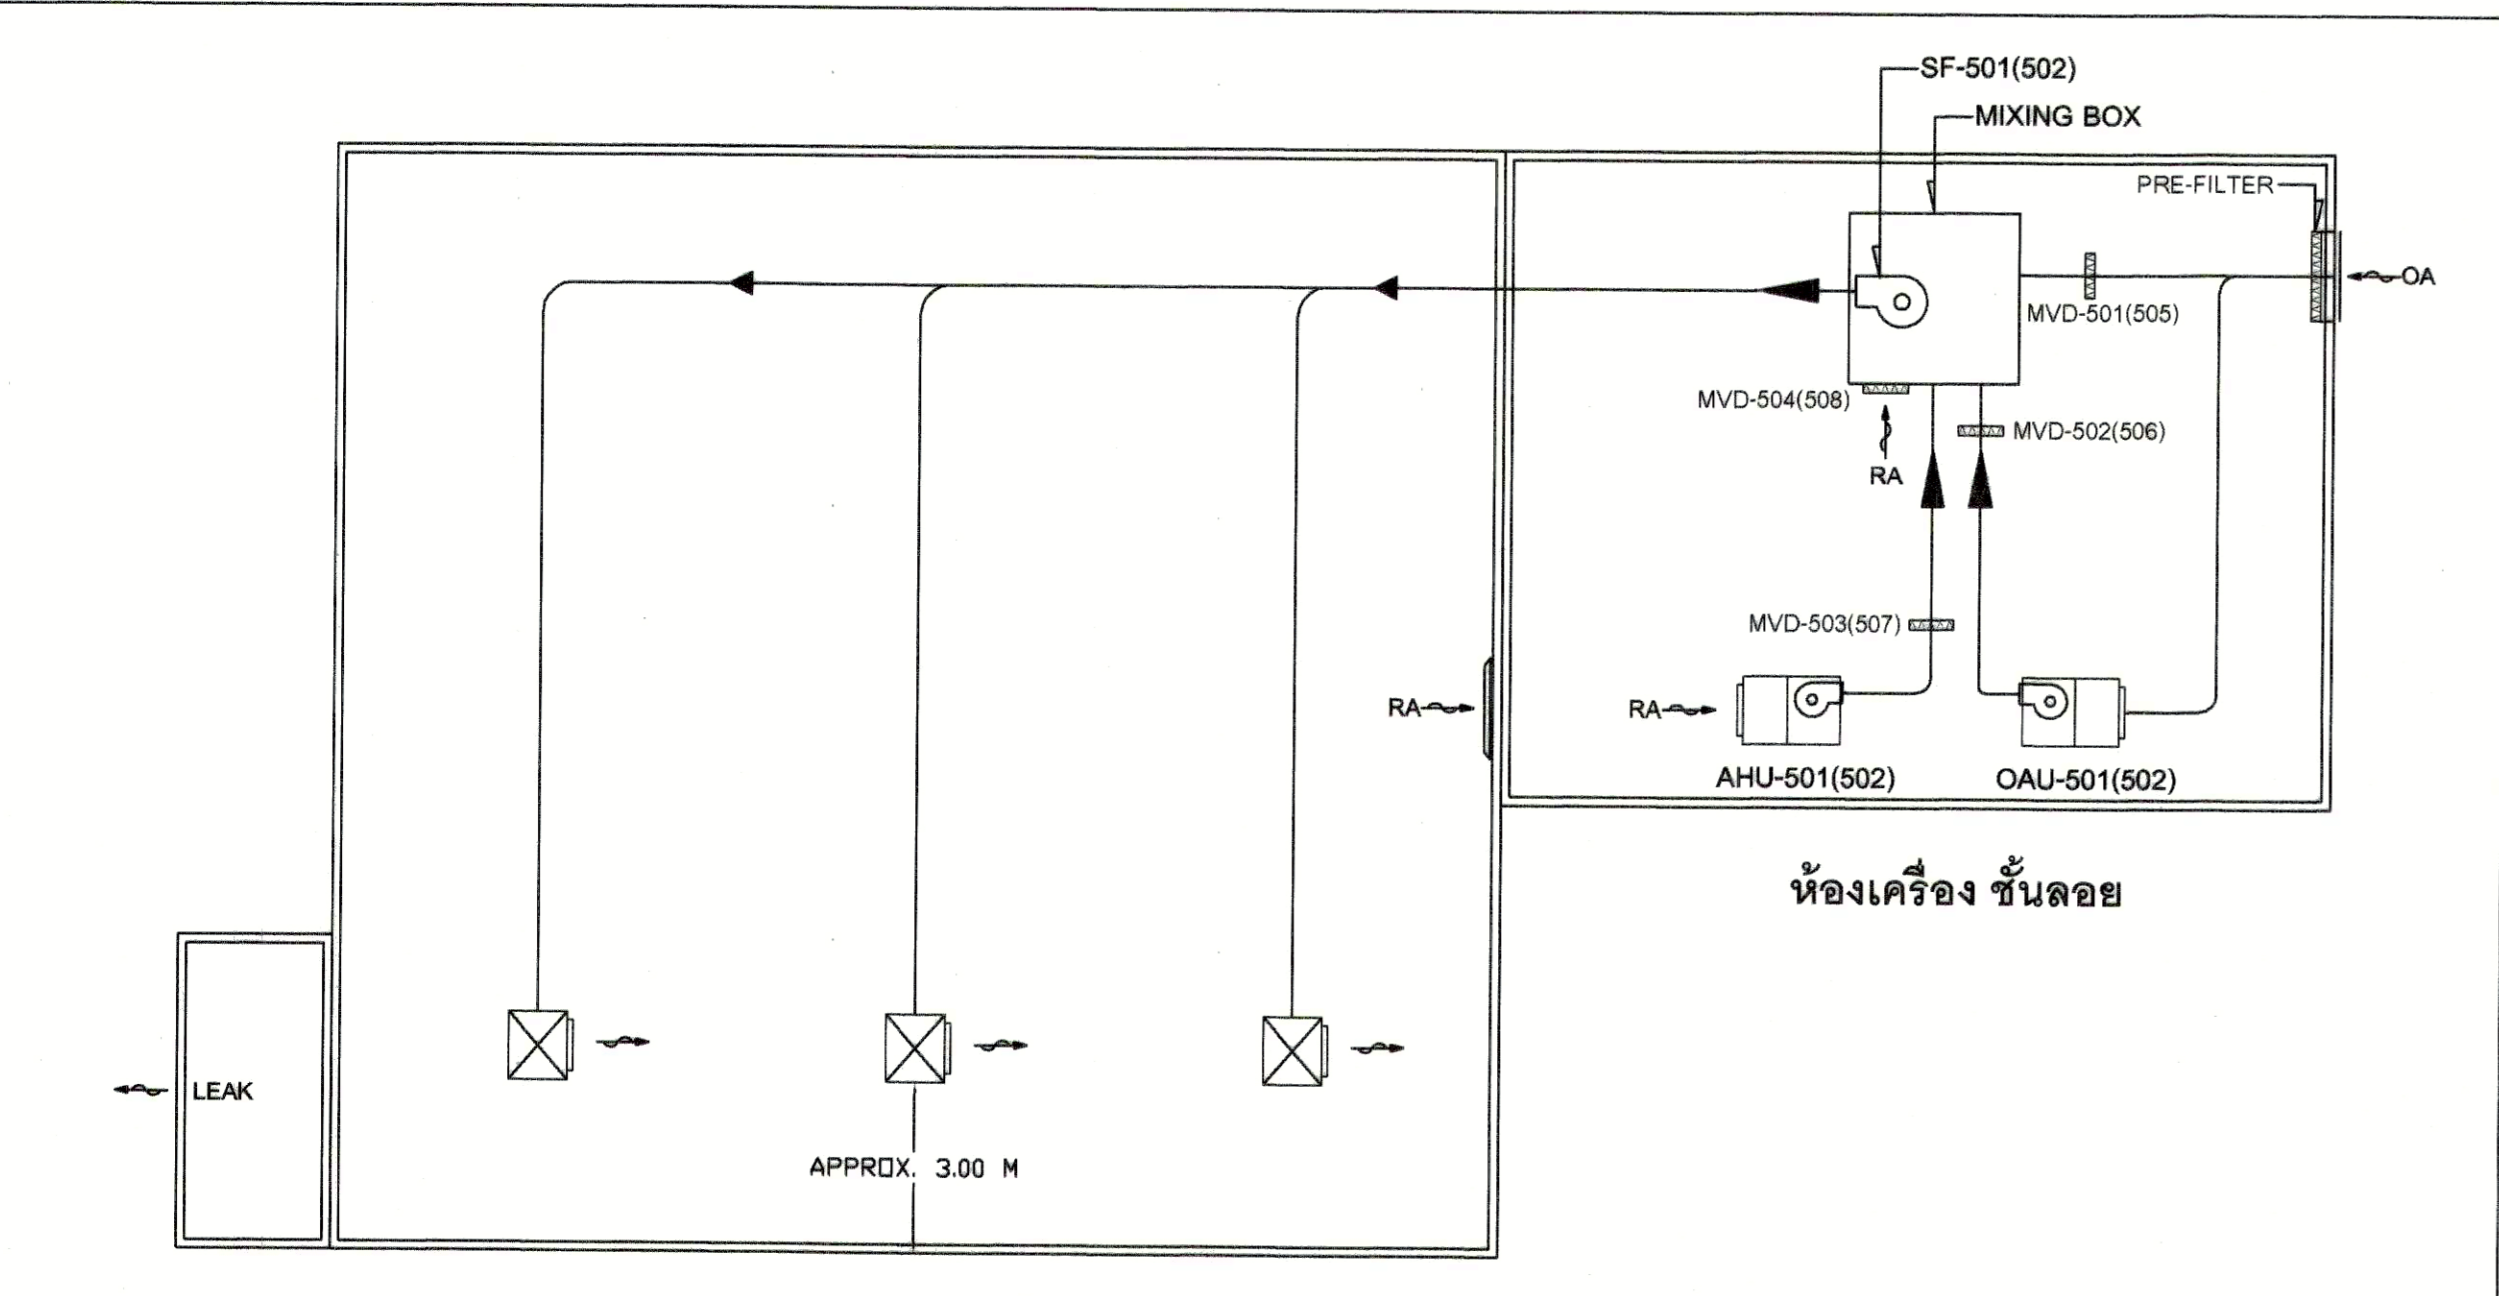 SF-501(502)
MIXING BOX
PRE-FILTER
OA
MVD-501(505)
MVD-504(508)
MVD-502(506)
RA
MVD-503(507)
RA
RA
AHU-501(502)
OAU-501(502)
ห้องเครื่อง ชั้นลอย
LEAK
APPROX. 3.00 M